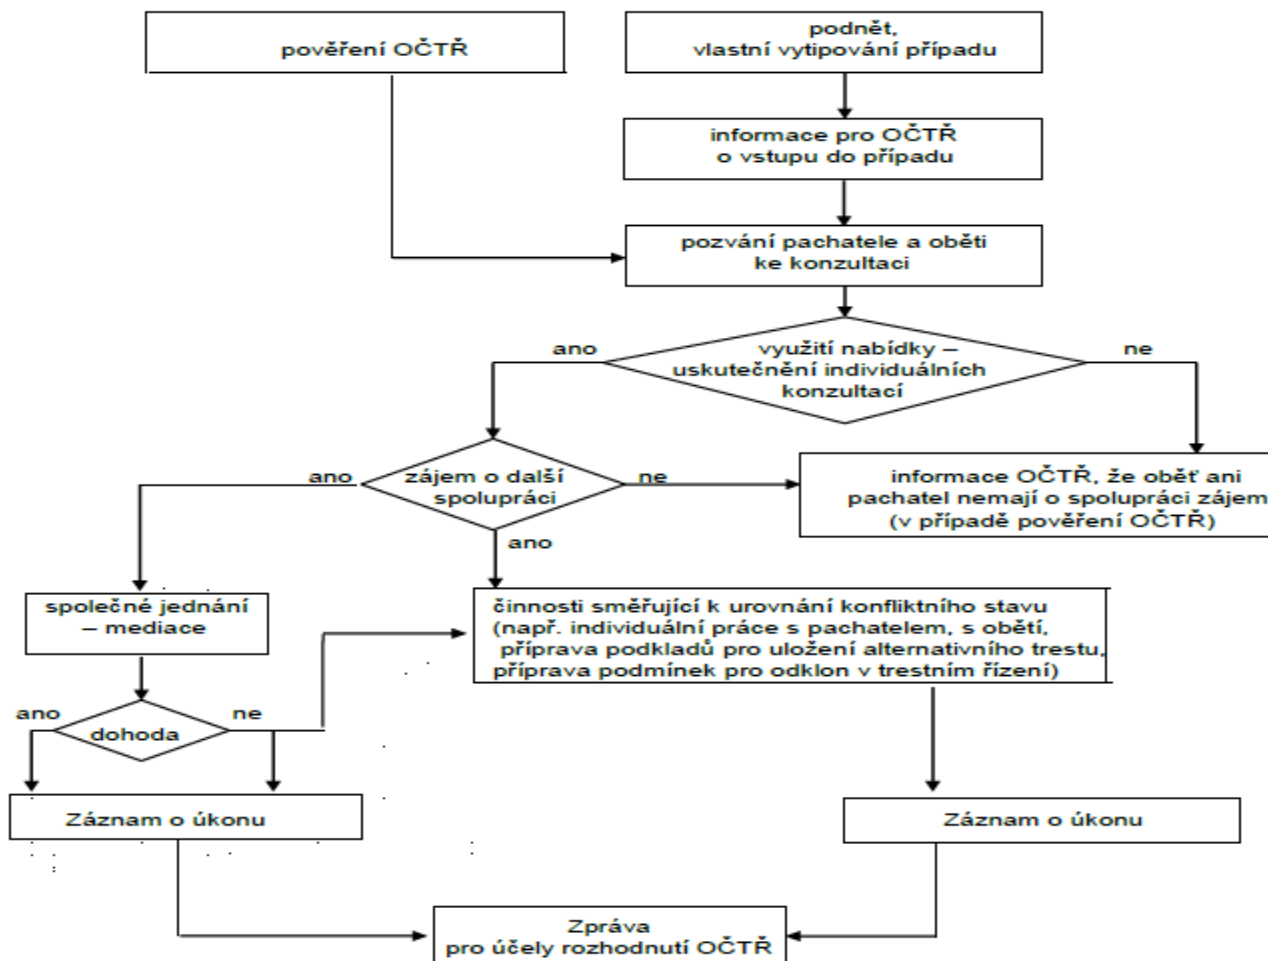 pověření OČTŘ
podnět,
vlastní vytipování případu
informace pro OČTŘ
o vstupu do případu
pozvání pachatele a oběti
ke konzultaci
ano
využití nabídky –
uskutečnění individuálních
konzultací
ne
ano
zájem o další
spolupráci
ne
informace OČTŘ, že oběť ani
pachatel nemají o spolupráci zájem
(v případě pověření OČTŘ)
ano
společné jednání
– mediace
činnosti směřující k urovnání konfliktního stavu
(např. individuální práce s pachatelem, s obětí,
příprava podkladů pro uložení alternativního trestu,
příprava podmínek pro odklon v trestním řízení)
ano
dohoda
ne
Záznam o úkonu
Záznam o úkonu
Zpráva
pro účely rozhodnutí OČTŘ